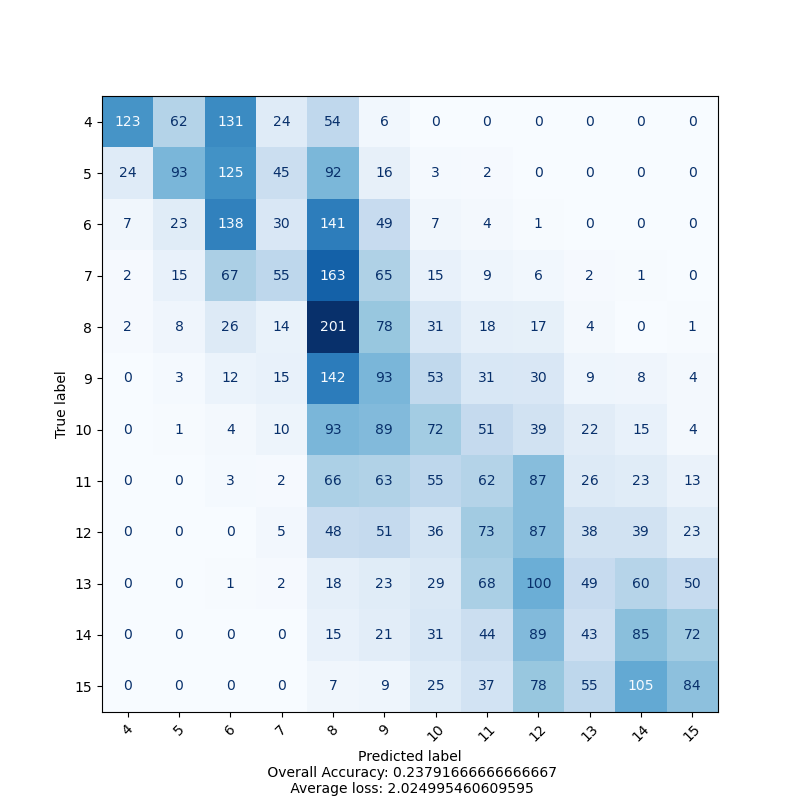 4 123 62 131 24 54 6 0 0 0 0 0 0
5 24 93 125 45 92 16 3 2 0 0 0 0
6 7 23 138 30 141 49 7 4 1 0 0 0
7 2 15 67 55 163 65 15 9 6 2 1 0
8 2 8 26 14 201 78 31 18 17 4 0 1
9 0 3 12 15 142 93 53 31 30 9 8 4
10 0 1 4 10 93 89 72 51 39 22 15 4
11 0 0 3 2 66 63 55 62 87 26 23 13
12 0 0 0 5 48 51 36 73 87 38 39 23
13 0 0 1 2 18 23 29 68 100 49 60 50
14 0 0 0 0 15 21 31 44 89 43 85 72
15 0 0 0 0 7 9 25 37 78 55 105 84
True label
4 5 6 7 8 9 10 11 12 13 14 15
Predicted label
Overall Accuracy: 0.23791666666666667
Average loss: 2.024995460609595